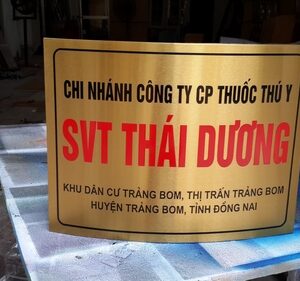 CHI NHÁNH CÔNG TY CP THUỐC THÚ Y
SVT THÁI DƯƠNG
KHU DÂN CƯ TRẢNG BOM, THỊ TRẤN TRẢNG BOM
HUYỆN TRẢNG BOM, TỈNH ĐỒNG NAI